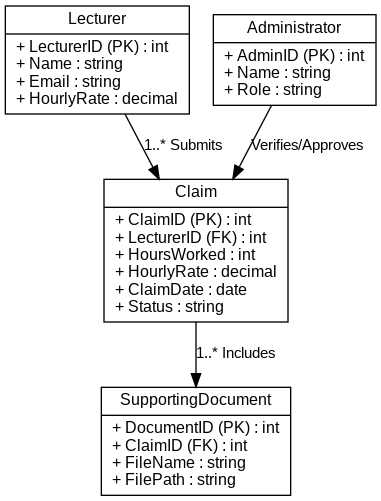 Lecturer
+ LecturerID (PK) : int
+ Name : string
+ Email : string
+ HourlyRate : decimal
Administrator
+ AdminID (PK) : int
+ Name : string
+ Role : string
1..* Submits
Verifies/Approves
Claim
+ ClaimID (PK) : int
+ LecturerID (FK) : int
+ HoursWorked : int
+ HourlyRate : decimal
+ ClaimDate : date
+ Status : string
1..* Includes
SupportingDocument
+ DocumentID (PK) : int
+ ClaimID (FK) : int
+ FileName : string
+ FilePath : string